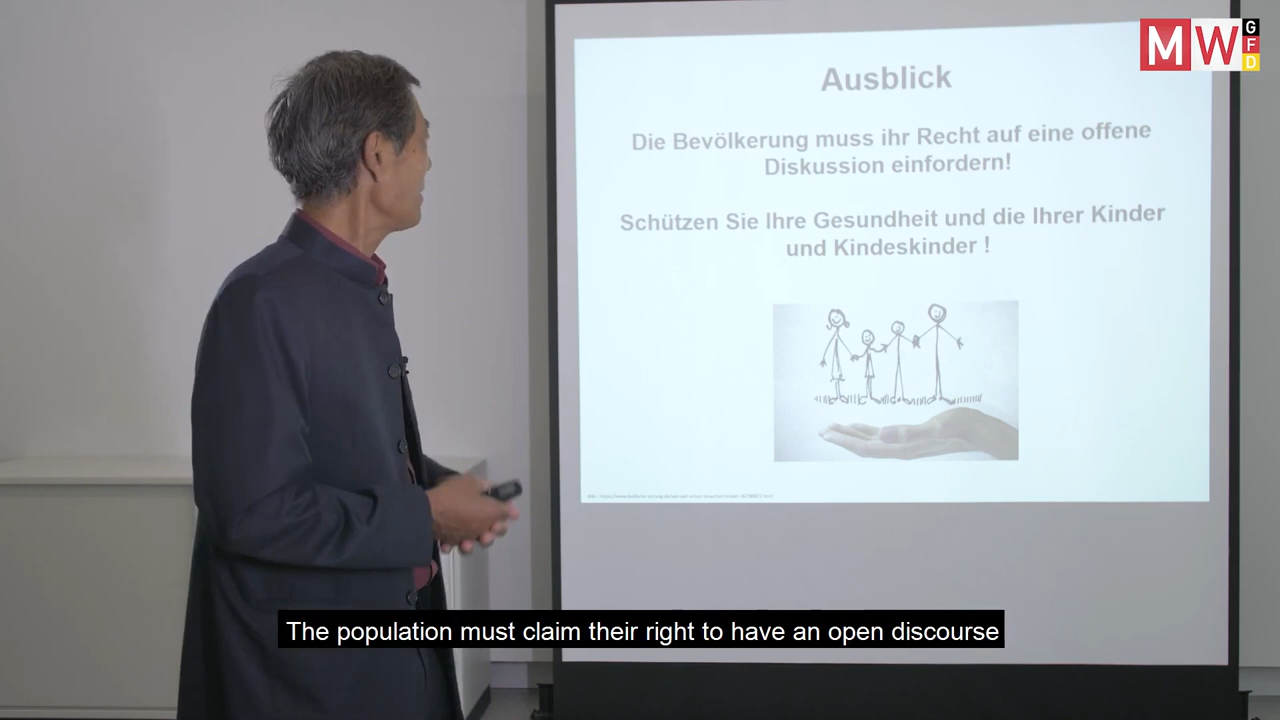 MW
G
F
D
Ausblick
Die Bevölkerung muss ihr Recht auf eine offene
Diskussion einfordern!
Schützen Sie Ihre Gesundheit und die Ihrer Kinder
und Kindeskinder !
The population must claim their right to have an open discourse